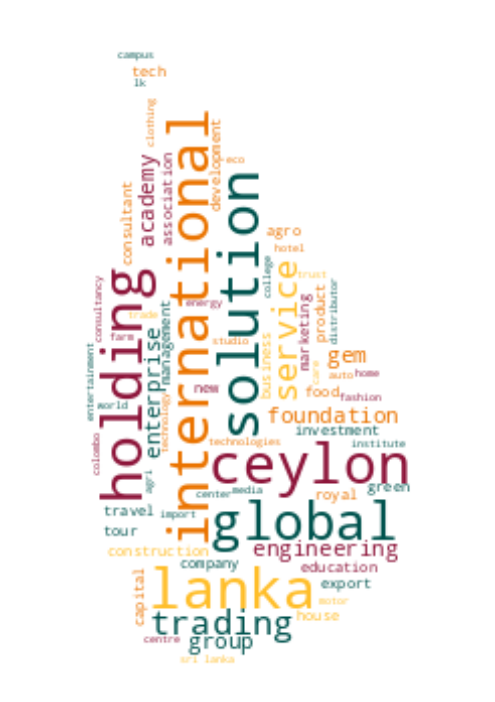 campus
tech
lk
clothing
international
development
eco
academy
association
consultant
solution
agro
hotel
college
service
trust
holding
consultancy
trade
farm
energy
management
enterprise
technology
studio
business
marketing
product
distributor
gem
auto
home
care
new
food
fashion
entertainment
world
foundation
investment
institute
technologies
colombo
agri
ceylon
center
media
royal
green
travel
import
tour
global
construction
engineering
company
education
capital
lanka
export
motor
trading
house
centre
group
sri lanka